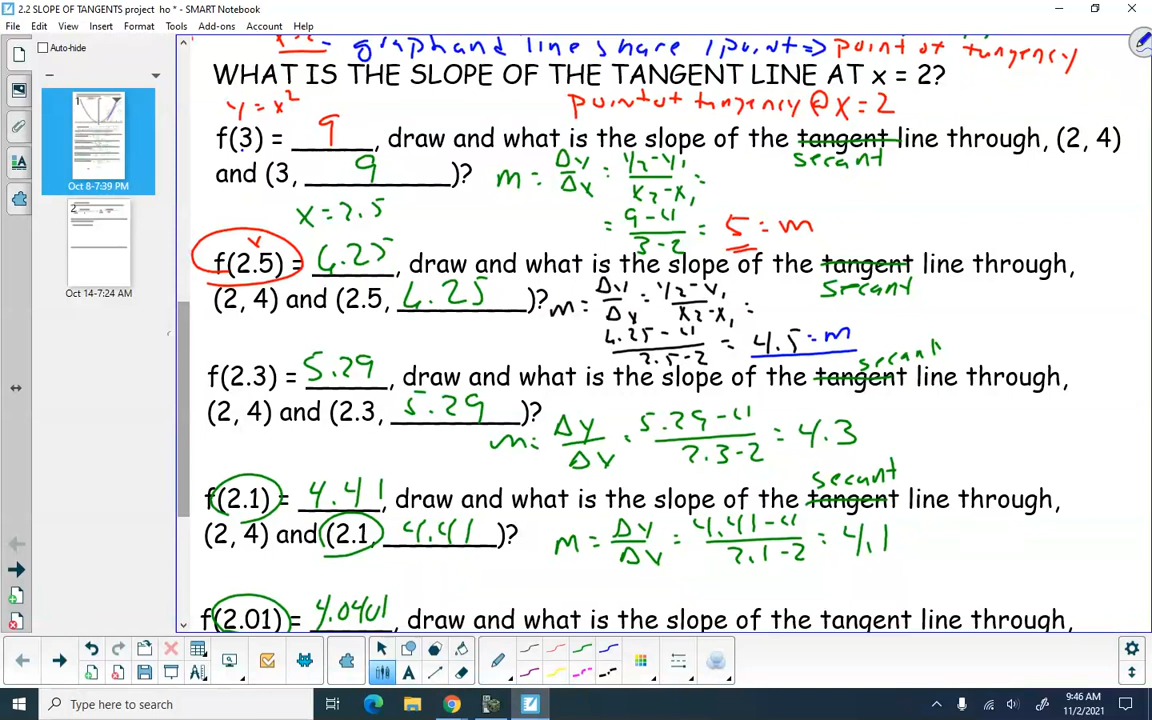 2.2 SLOPE OF TANGENTS project ho * - SMART Notebook
File Edit View Insert Format Tools Add-ons Account Help
Auto-hide
1
Oct 8-7:39 PM
2
Oct 14-7:24 AM
graph and line share 1 point => point of tangency
WHAT IS THE SLOPE OF THE TANGENT LINE AT x = 2?
y = x²
point of tangency @ x = 2
f(3) = 9, draw and what is the slope of the tangent line through, (2, 4)
secant
and (3, 9)?
m = Δy/Δx = y₂-y₁/x₂-x₁ =
x = 2.5
= 9-4/3-2 = 5 = m
f(2.5) = 6.25, draw and what is the slope of the tangent line through,
secant
(2, 4) and (2.5, 6.25)?
m = Δy/Δx = y₂-y₁/x₂-x₁ =
6.25-4/2.5-2 = 4.5 = m
secant
f(2.3) = 5.29, draw and what is the slope of the tangent line through,
(2, 4) and (2.3, 5.29)?
m = Δy/Δx = 5.29-4/2.3-2 = 4.3
secant
f(2.1) = 4.41, draw and what is the slope of the tangent line through,
(2, 4) and (2.1, 4.41)?
m = Δy/Δx = 4.41-4/2.1-2 = 4.1
f(2.01) = 4.0401, draw and what is the slope of the tangent line through,
A
Type here to search
9:46 AM
11/2/2021